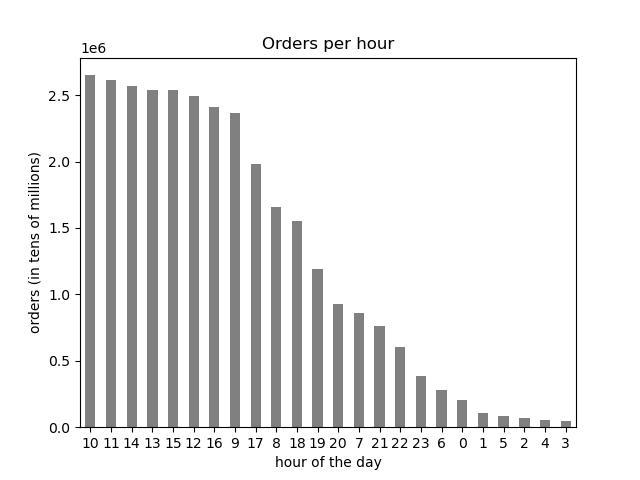 Orders per hour
1e6
orders (in tens of millions)
2.5
2.0
1.5
1.0
0.5
0.0
10 11 14 13 15 12 16 9 17 8 18 19 20 7 21 22 23 6 0 1 5 2 4 3
hour of the day